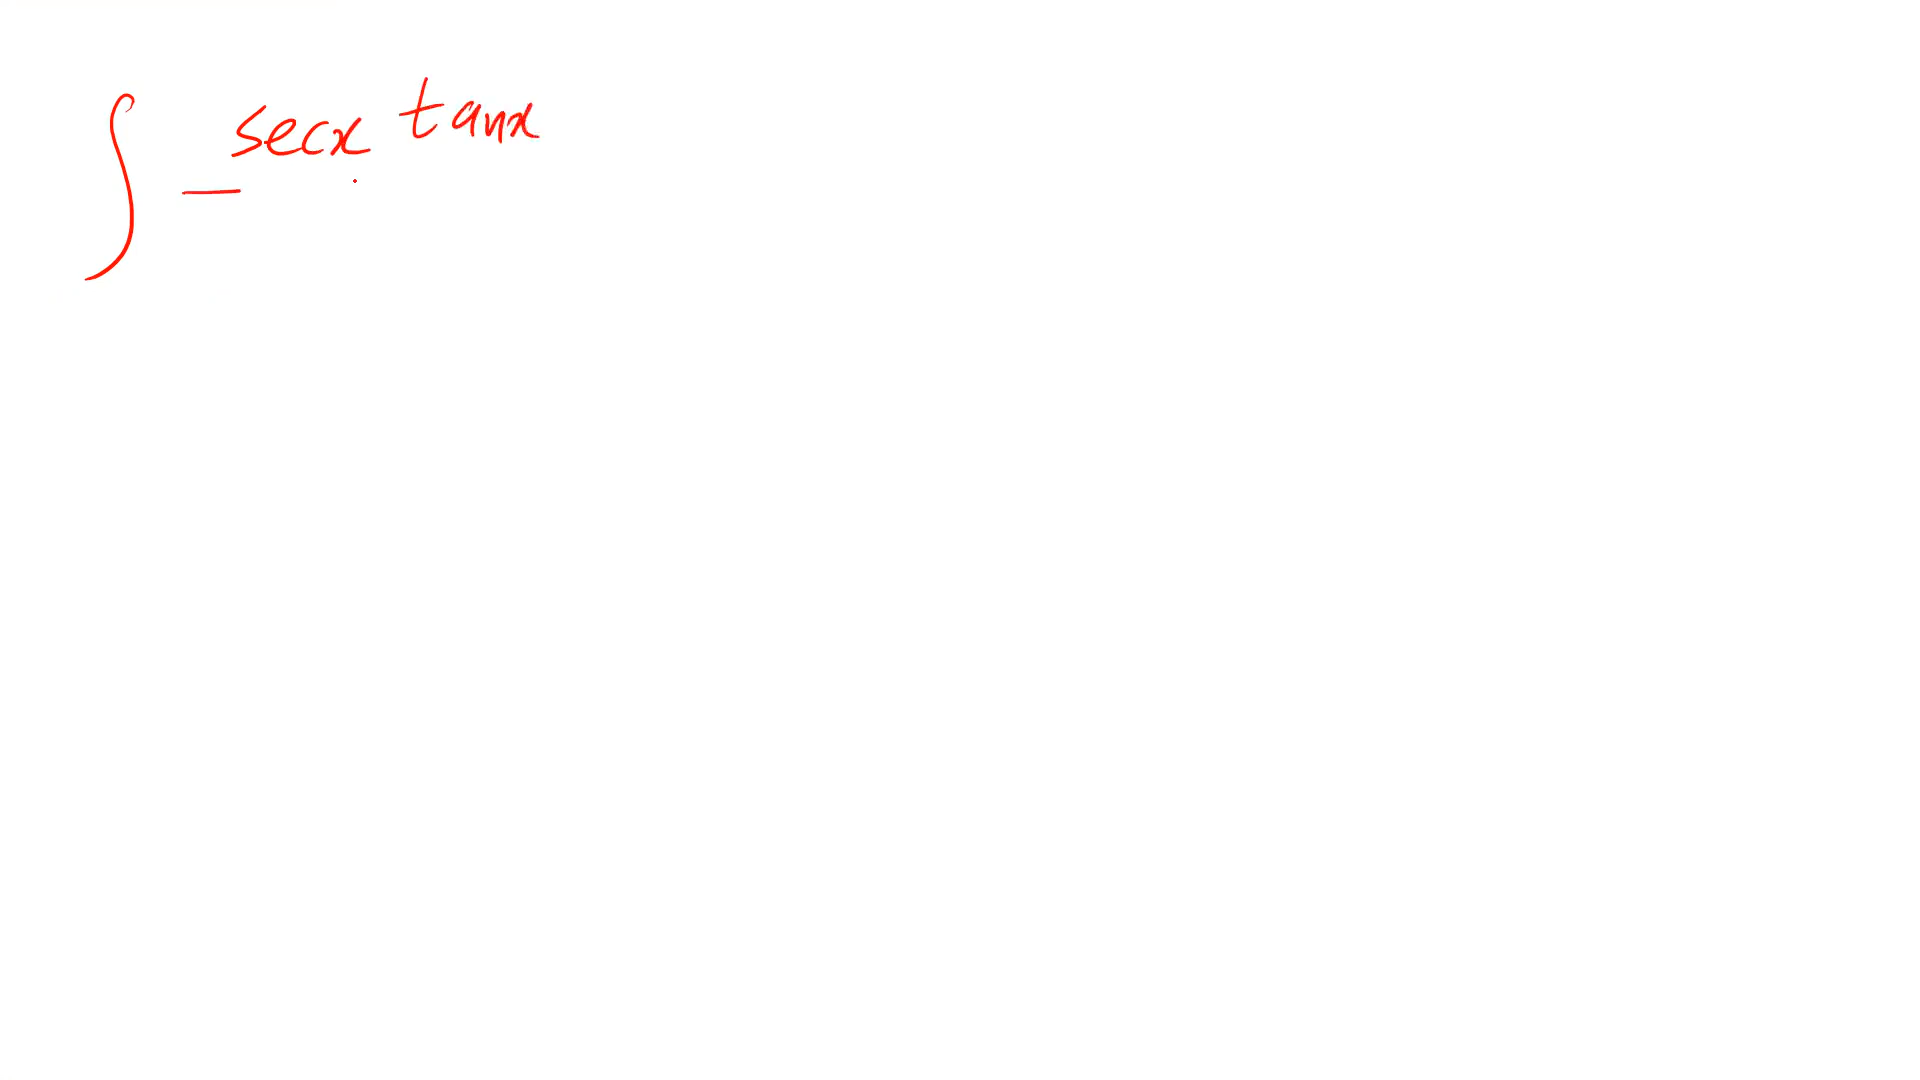 ∫ — secx tanx